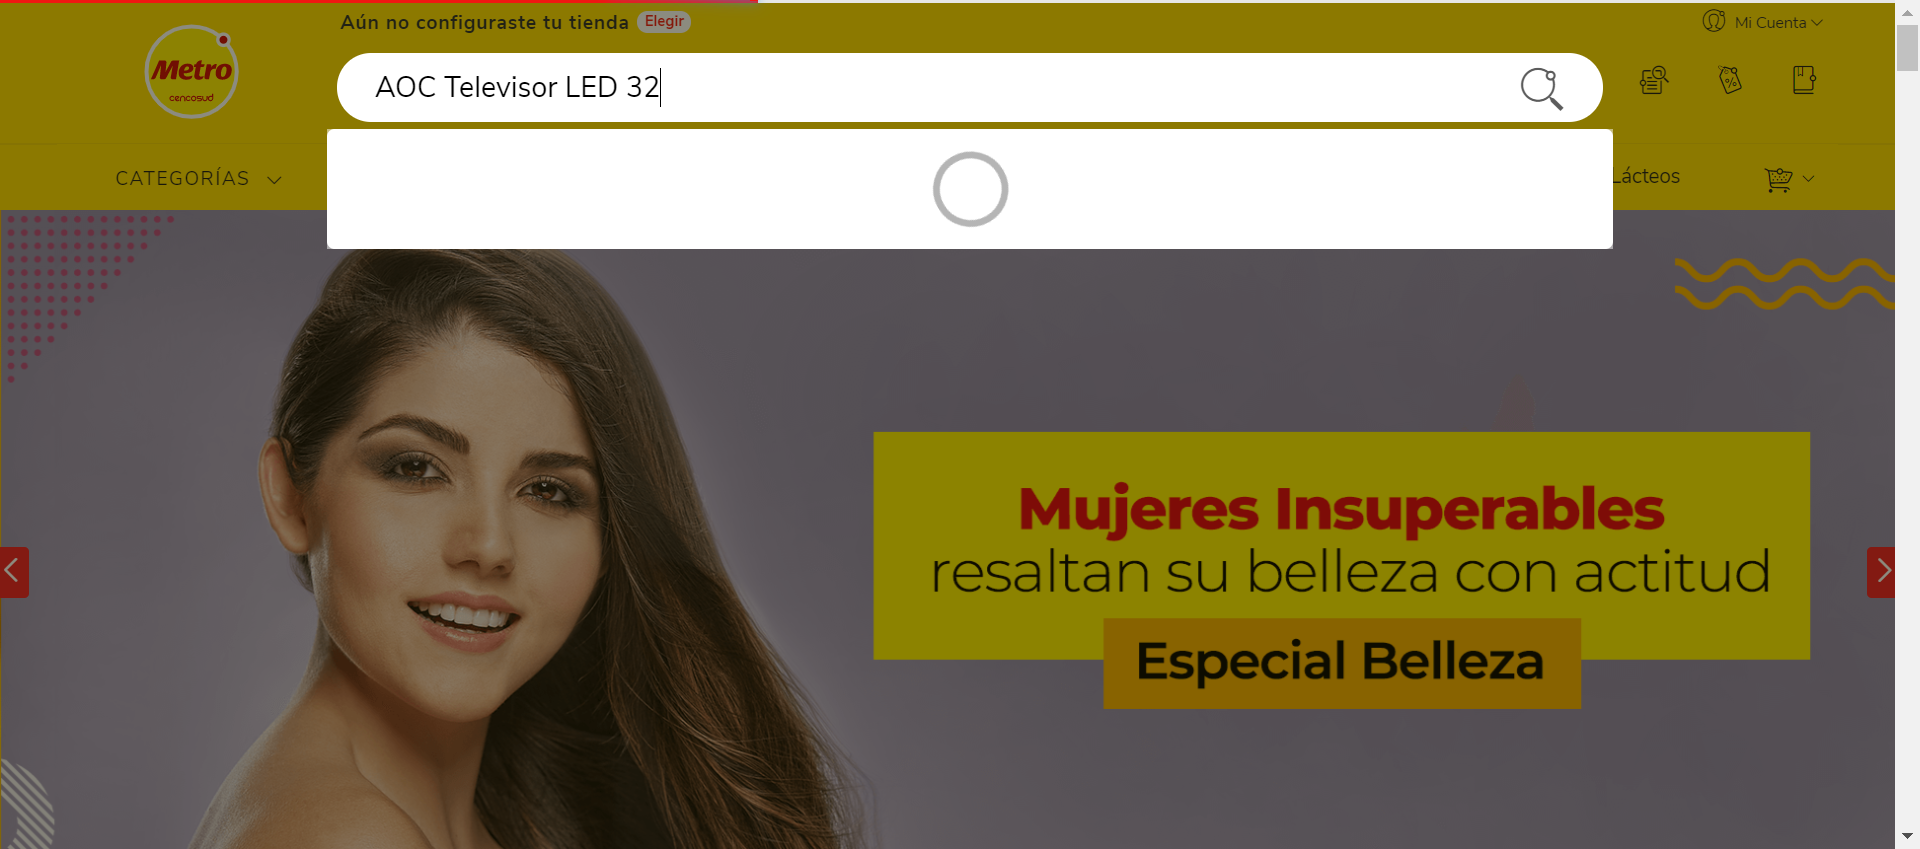 Aún no configuraste tu tienda Elegir
Mi Cuenta
Metro
cencosud
AOC Televisor LED 32
CATEGORÍAS
Lácteos
Mujeres Insuperables
resaltan su belleza con actitud
Especial Belleza